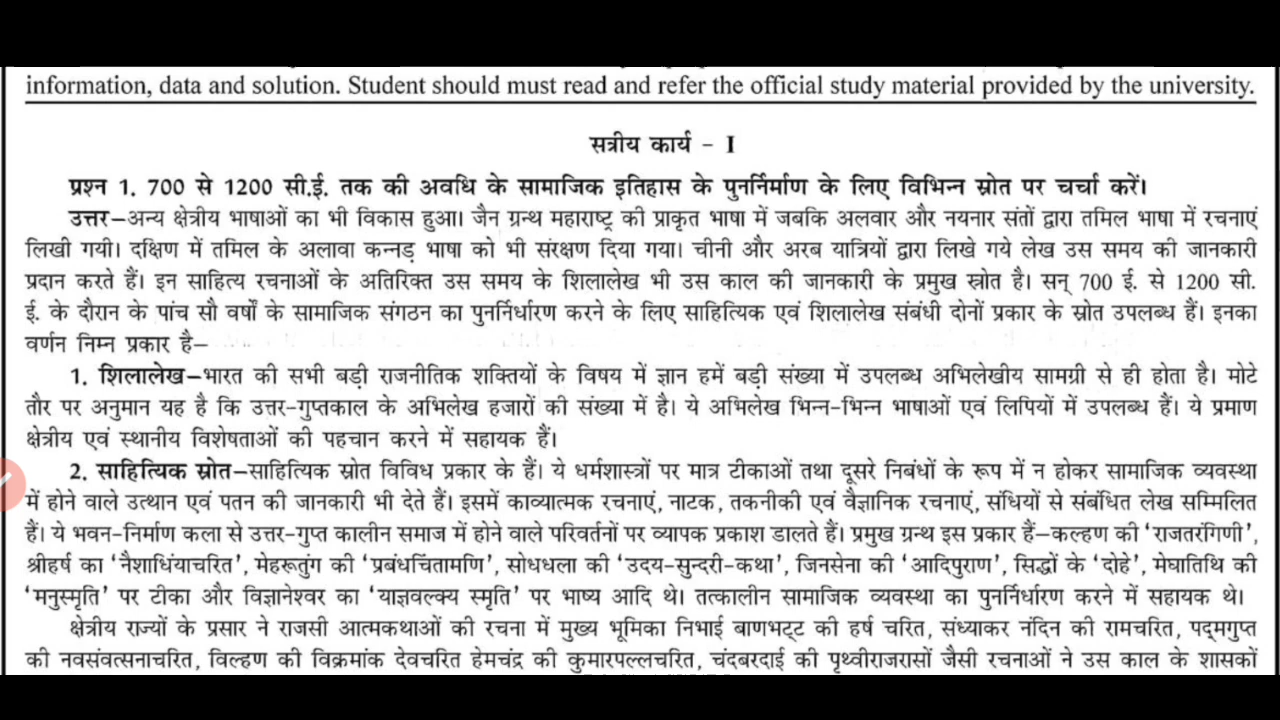 information, data and solution. Student should must read and refer the official study material provided by the university.
सत्रीय कार्य - I
प्रश्न 1. 700 से 1200 सी.ई. तक की अवधि के सामाजिक इतिहास के पुनर्निर्माण के लिए विभिन्न स्रोत पर चर्चा करें।
उत्तर–अन्य क्षेत्रीय भाषाओं का भी विकास हुआ। जैन ग्रन्थ महाराष्ट्र की प्राकृत भाषा में जबकि अलवार और नयनार संतों द्वारा तमिल भाषा में रचनाएं
लिखी गयी। दक्षिण में तमिल के अलावा कन्नड़ भाषा को भी संरक्षण दिया गया। चीनी और अरब यात्रियों द्वारा लिखे गये लेख उस समय की जानकारी
प्रदान करते हैं। इन साहित्य रचनाओं के अतिरिक्त उस समय के शिलालेख भी उस काल की जानकारी के प्रमुख स्रोत है। सन् 700 ई. से 1200 सी.
ई. के दौरान के पांच सौ वर्षों के सामाजिक संगठन का पुनर्निर्धारण करने के लिए साहित्यिक एवं शिलालेख संबंधी दोनों प्रकार के स्रोत उपलब्ध हैं। इनका
वर्णन निम्न प्रकार है–
1. शिलालेख–भारत की सभी बड़ी राजनीतिक शक्तियों के विषय में ज्ञान हमें बड़ी संख्या में उपलब्ध अभिलेखीय सामग्री से ही होता है। मोटे
तौर पर अनुमान यह है कि उत्तर-गुप्तकाल के अभिलेख हजारों की संख्या में है। ये अभिलेख भिन्न-भिन्न भाषाओं एवं लिपियों में उपलब्ध हैं। ये प्रमाण
क्षेत्रीय एवं स्थानीय विशेषताओं की पहचान करने में सहायक हैं।
2. साहित्यिक स्रोत–साहित्यिक स्रोत विविध प्रकार के हैं। ये धर्मशास्त्रों पर मात्र टीकाओं तथा दूसरे निबंधों के रूप में न होकर सामाजिक व्यवस्था
में होने वाले उत्थान एवं पतन की जानकारी भी देते हैं। इसमें काव्यात्मक रचनाएं, नाटक, तकनीकी एवं वैज्ञानिक रचनाएं, संधियों से संबंधित लेख सम्मिलित
हैं। ये भवन-निर्माण कला से उत्तर-गुप्त कालीन समाज में होने वाले परिवर्तनों पर व्यापक प्रकाश डालते हैं। प्रमुख ग्रन्थ इस प्रकार हैं–कल्हण की 'राजतरंगिणी',
श्रीहर्ष का 'नैशाधिंयाचरित', मेहरूतुंग की 'प्रबंधचिंतामणि', सोधधला की 'उदय-सुन्दरी-कथा', जिनसेना की 'आदिपुराण', सिद्धों के 'दोहे', मेघातिथि की
'मनुस्मृति' पर टीका और विज्ञानेश्वर का 'याज्ञवल्क्य स्मृति' पर भाष्य आदि थे। तत्कालीन सामाजिक व्यवस्था का पुनर्निर्धारण करने में सहायक थे।
क्षेत्रीय राज्यों के प्रसार ने राजसी आत्मकथाओं की रचना में मुख्य भूमिका निभाई बाणभट्ट की हर्ष चरित, संध्याकर नंदिन की रामचरित, पद्मगुप्त
की नवसंवत्सनाचरित, विल्हण की विक्रमांक देवचरित हेमचंद्र की कुमारपल्लचरित, चंदबरदाई की पृथ्वीराजरासों जैसी रचनाओं ने उस काल के शासकों